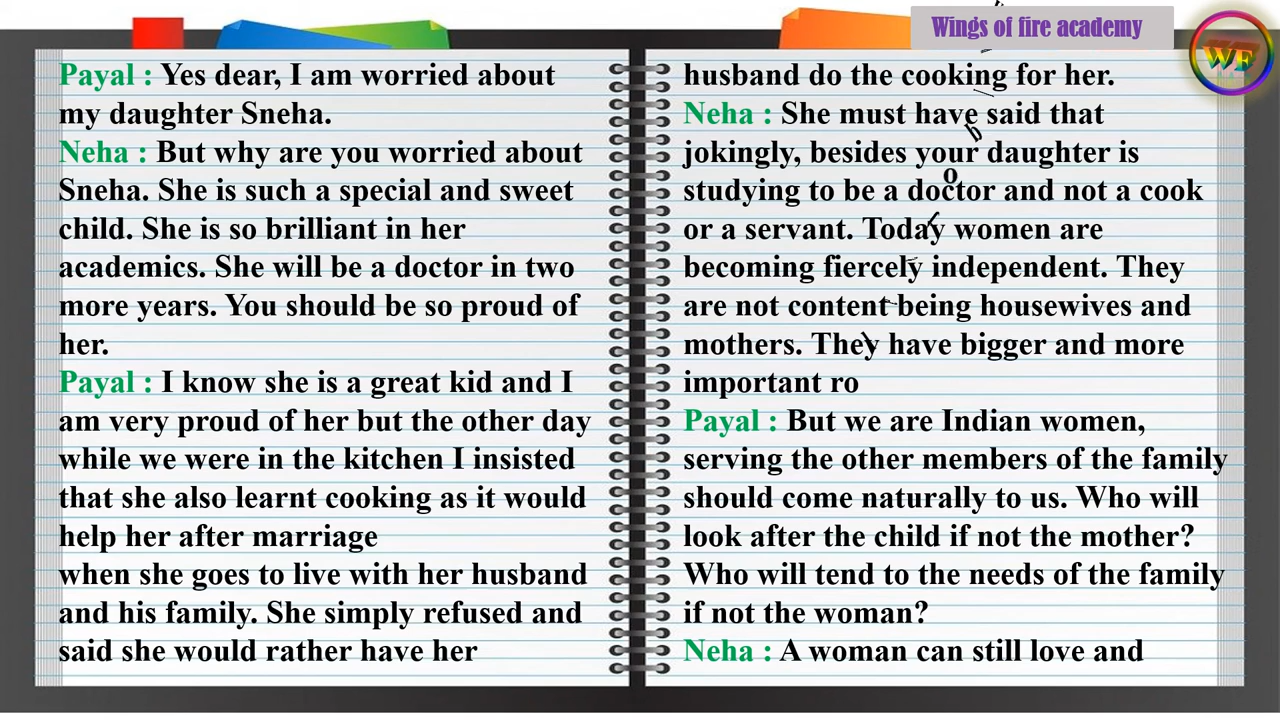 Wings of fire academy
WF
Payal : Yes dear, I am worried about
my daughter Sneha.
Neha : But why are you worried about
Sneha. She is such a special and sweet
child. She is so brilliant in her
academics. She will be a doctor in two
more years. You should be so proud of
her.
Payal : I know she is a great kid and I
am very proud of her but the other day
while we were in the kitchen I insisted
that she also learnt cooking as it would
help her after marriage
when she goes to live with her husband
and his family. She simply refused and
said she would rather have her
husband do the cooking for her.
Neha : She must have said that
jokingly, besides your daughter is
studying to be a doctor and not a cook
or a servant. Today women are
becoming fiercely independent. They
are not content being housewives and
mothers. They have bigger and more
important ro
Payal : But we are Indian women,
serving the other members of the family
should come naturally to us. Who will
look after the child if not the mother?
Who will tend to the needs of the family
if not the woman?
Neha : A woman can still love and